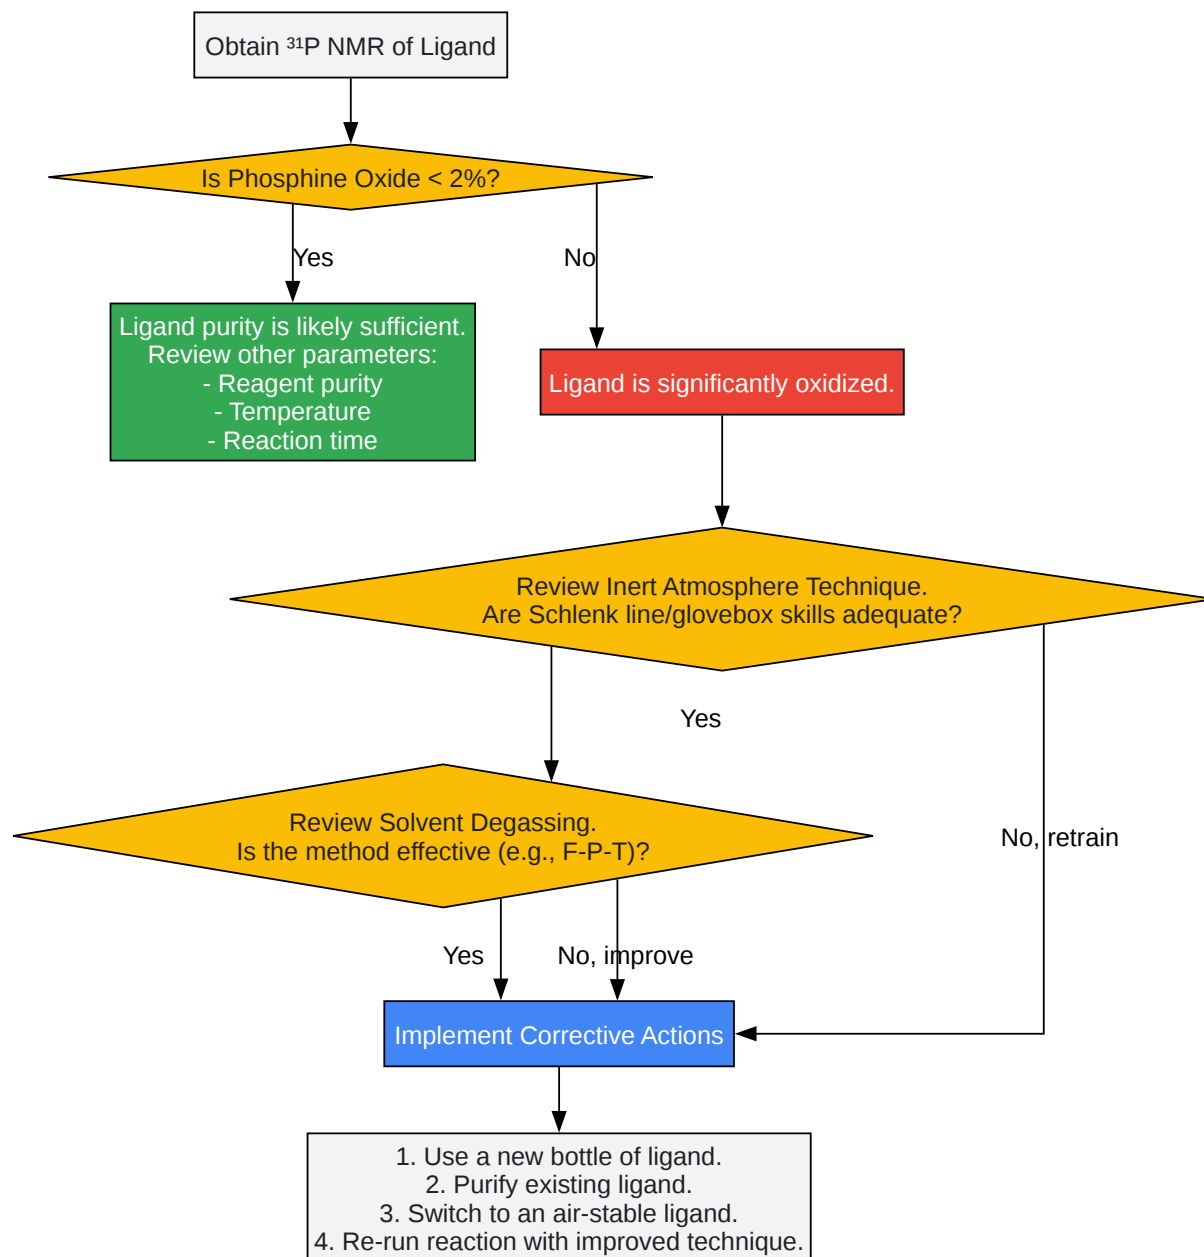 Obtain ³¹P NMR of Ligand
Is Phosphine Oxide < 2%?
Yes
No
Ligand purity is likely sufficient.
Review other parameters:
- Reagent purity
- Temperature
- Reaction time
Ligand is significantly oxidized.
Review Inert Atmosphere Technique.
Are Schlenk line/glovebox skills adequate?
Yes
No, retrain
Review Solvent Degassing.
Is the method effective (e.g., F-P-T)?
Yes
No, improve
Implement Corrective Actions
1. Use a new bottle of ligand.
2. Purify existing ligand.
3. Switch to an air-stable ligand.
4. Re-run reaction with improved technique.